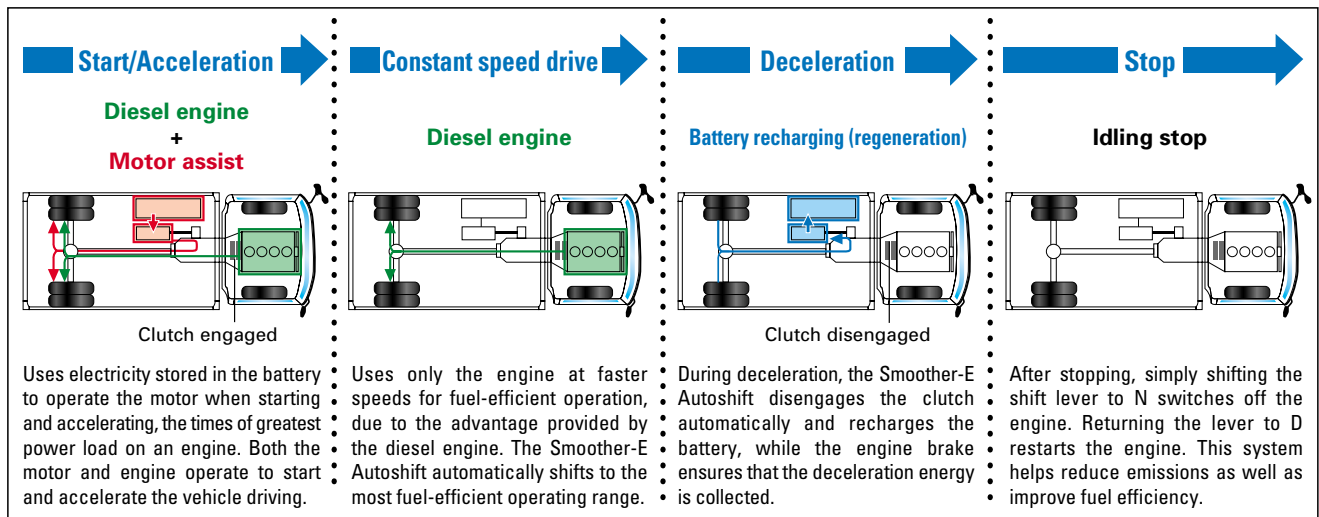 Start/Acceleration
Diesel engine
+
Motor assist
Clutch engaged
Uses electricity stored in the battery
to operate the motor when starting
and accelerating, the times of greatest
power load on an engine. Both the
motor and engine operate to start
and accelerate the vehicle driving.
Constant speed drive
Diesel engine
Uses only the engine at faster
speeds for fuel-efficient operation,
due to the advantage provided by
the diesel engine. The Smoother-E
Autoshift automatically shifts to the
most fuel-efficient operating range.
Deceleration
Battery recharging (regeneration)
Clutch disengaged
During deceleration, the Smoother-E
Autoshift disengages the clutch
automatically and recharges the
battery, while the engine brake
ensures that the deceleration energy
is collected.
Stop
Idling stop
After stopping, simply shifting the
shift lever to N switches off the
engine. Returning the lever to D
restarts the engine. This system
helps reduce emissions as well as
improve fuel efficiency.